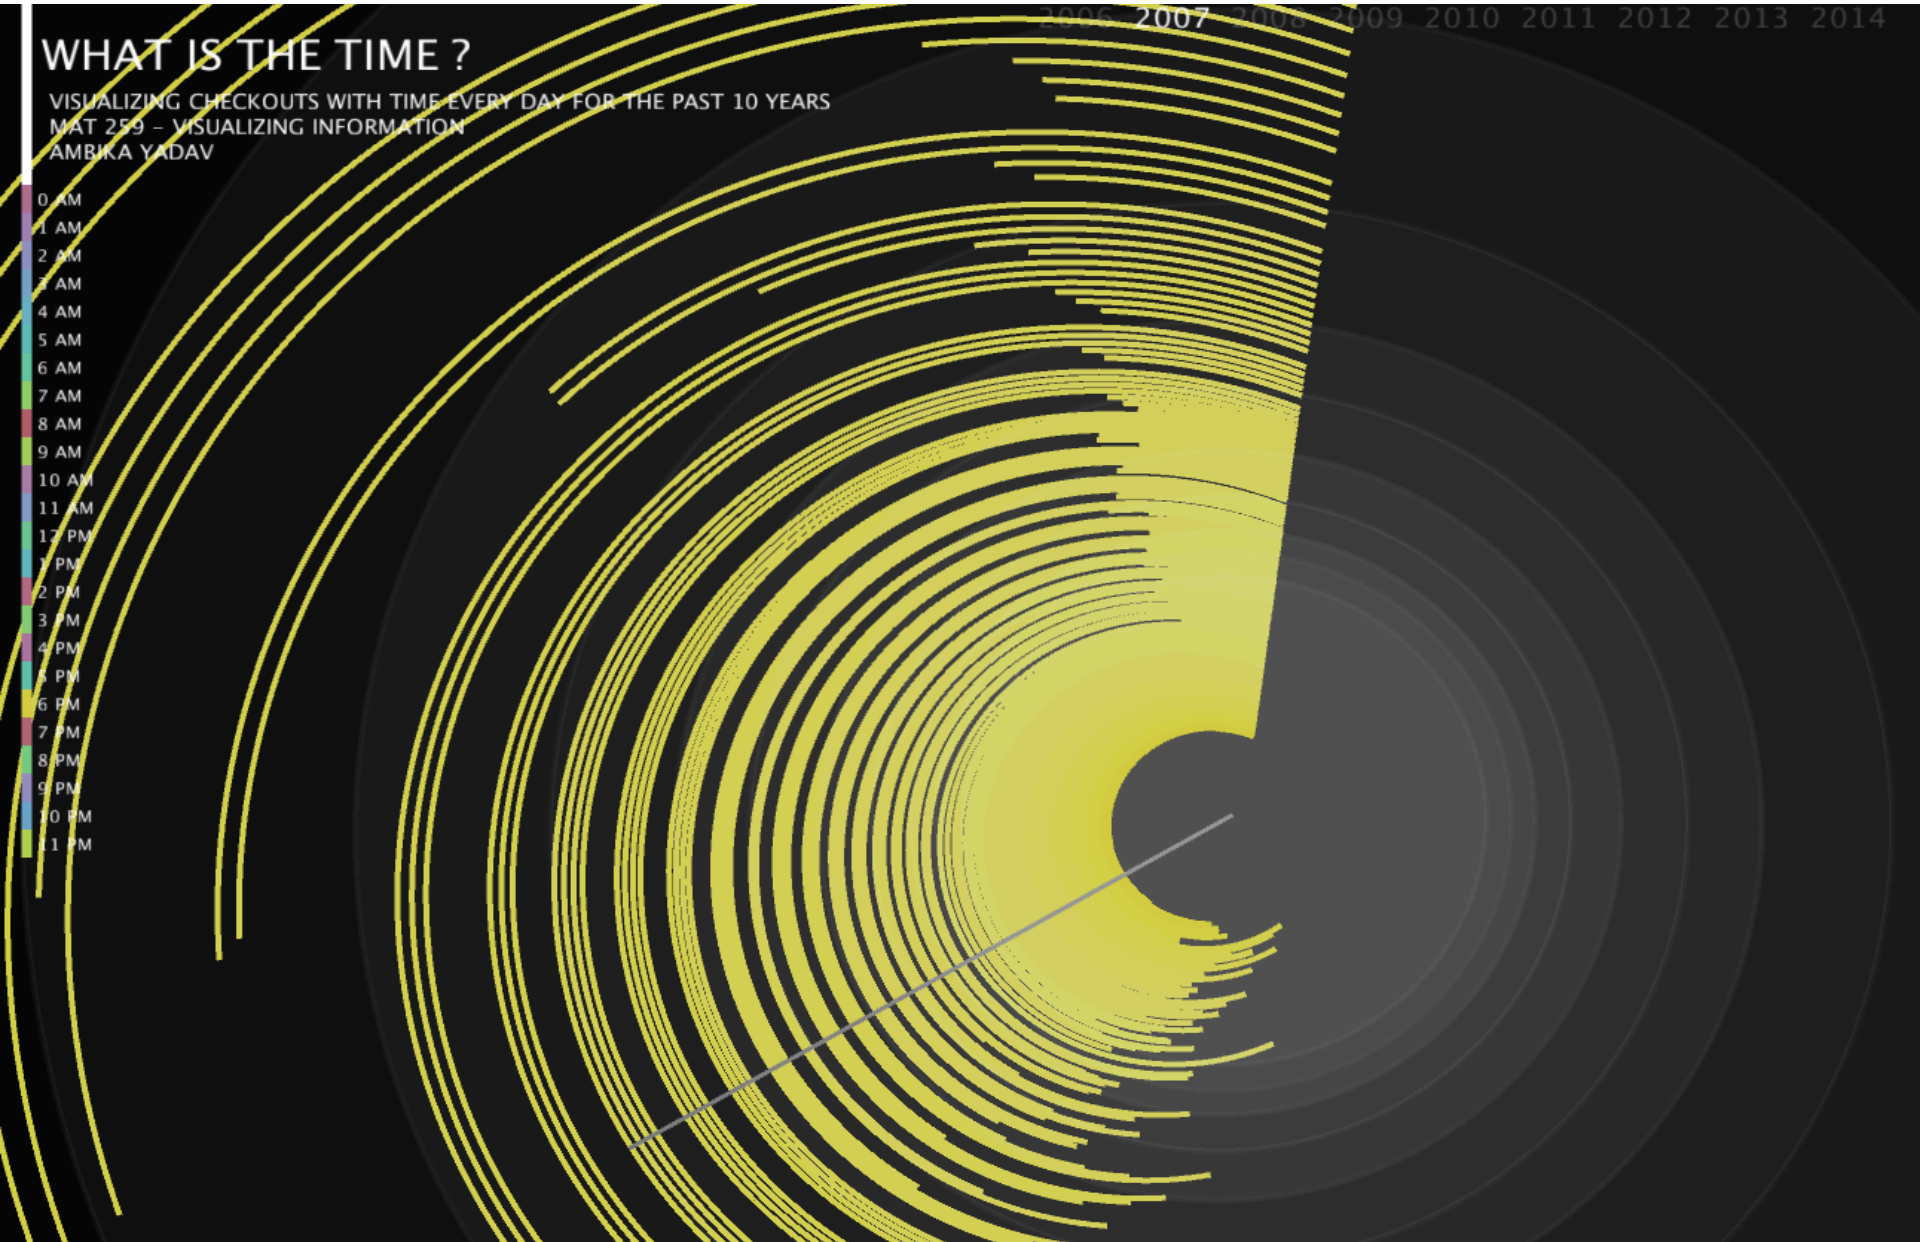 2006 2007 2008 2009 2010 2011 2012 2013 2014
WHAT IS THE TIME ?
VISUALIZING CHECKOUTS WITH TIME EVERY DAY FOR THE PAST 10 YEARS
MAT 259 – VISUALIZING INFORMATION
AMBIKA YADAV
0 AM
1 AM
2 AM
3 AM
4 AM
5 AM
6 AM
7 AM
8 AM
9 AM
10 AM
11 AM
12 PM
1 PM
2 PM
3 PM
4 PM
5 PM
6 PM
7 PM
8 PM
9 PM
10 PM
11 PM